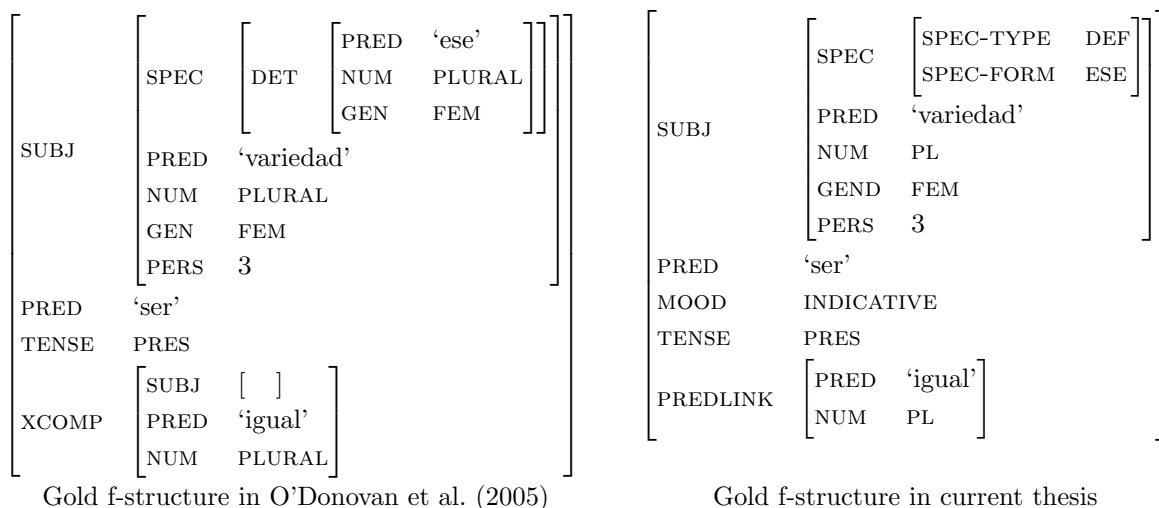 PRED ‘ese’
SPEC DET NUM PLURAL
GEN FEM
SUBJ PRED ‘variedad’
NUM PLURAL
GEN FEM
PERS 3
PRED ‘ser’
TENSE PRES
SUBJ [ ]
XCOMP PRED ‘igual’
NUM PLURAL
Gold f-structure in O’Donovan et al. (2005)
SPEC SPEC-TYPE DEF
SPEC-FORM ESE
SUBJ PRED ‘variedad’
NUM PL
GEND FEM
PERS 3
PRED ‘ser’
MOOD INDICATIVE
TENSE PRES
PREDLINK PRED ‘igual’
NUM PL
Gold f-structure in current thesis